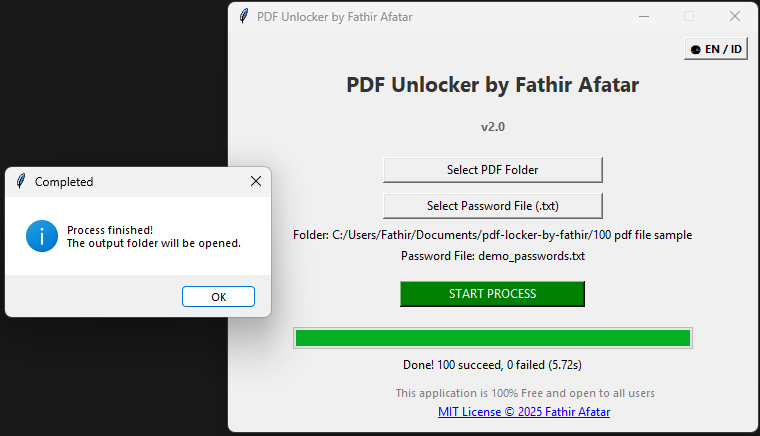 PDF Unlocker by Fathir Afatar
EN / ID
PDF Unlocker by Fathir Afatar
v2.0
Select PDF Folder
Select Password File (.txt)
Folder: C:/Users/Fathir/Documents/pdf-locker-by-fathir/100 pdf file sample
Password File: demo_passwords.txt
START PROCESS
Done! 100 succeed, 0 failed (5.72s)
This application is 100% Free and open to all users
MIT License © 2025 Fathir Afatar
Completed
Process finished!
The output folder will be opened.
OK